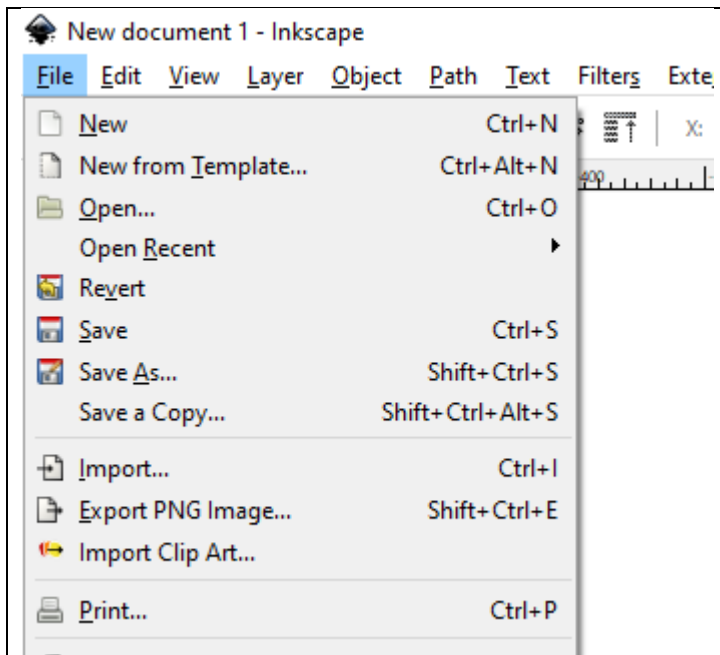 New document 1 - Inkscape
File Edit View Layer Object Path Text Filters Exte
New Ctrl+N X:
New from Template... Ctrl+Alt+N
400
Open... Ctrl+O
Open Recent
Revert
Save Ctrl+S
Save As... Shift+Ctrl+S
Save a Copy... Shift+Ctrl+Alt+S
Import... Ctrl+I
Export PNG Image... Shift+Ctrl+E
Import Clip Art...
Print... Ctrl+P